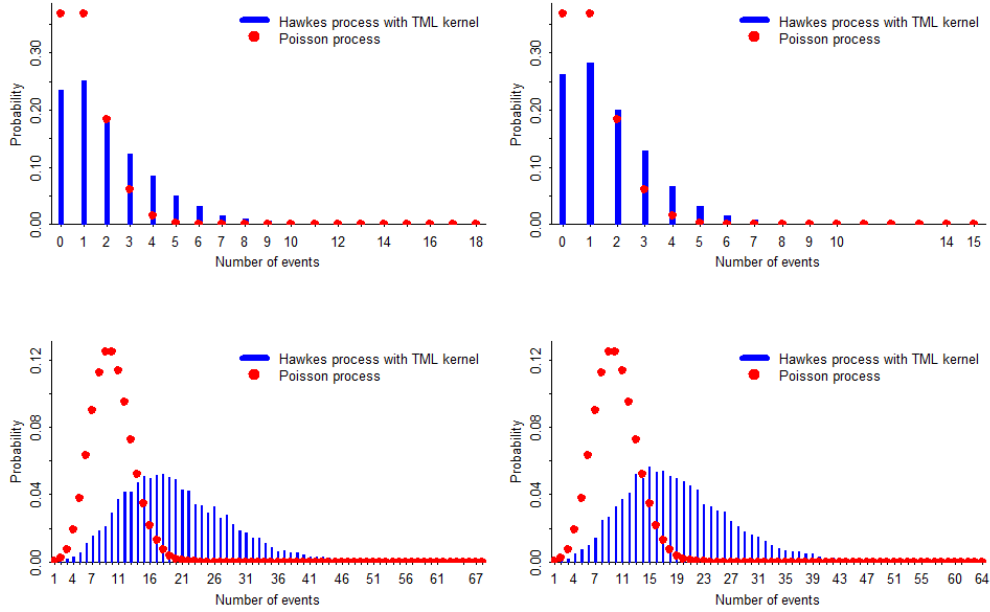 Hawkes process with TML kernel
Poisson process
Probability
0.00 0.10 0.20 0.30
0 1 2 3 4 5 6 7 8 9 10 12 14 16 18
Number of events
Hawkes process with TML kernel
Poisson process
Probability
0.00 0.10 0.20 0.30
0 1 2 3 4 5 6 7 8 9 10 14 15
Number of events
Hawkes process with TML kernel
Poisson process
Probability
0.00 0.04 0.08 0.12
1 4 7 11 16 21 26 31 36 41 46 51 56 61 67
Number of events
Hawkes process with TML kernel
Poisson process
Probability
0.00 0.04 0.08 0.12
1 4 7 11 15 19 23 27 31 35 39 43 47 51 55 60 64
Number of events